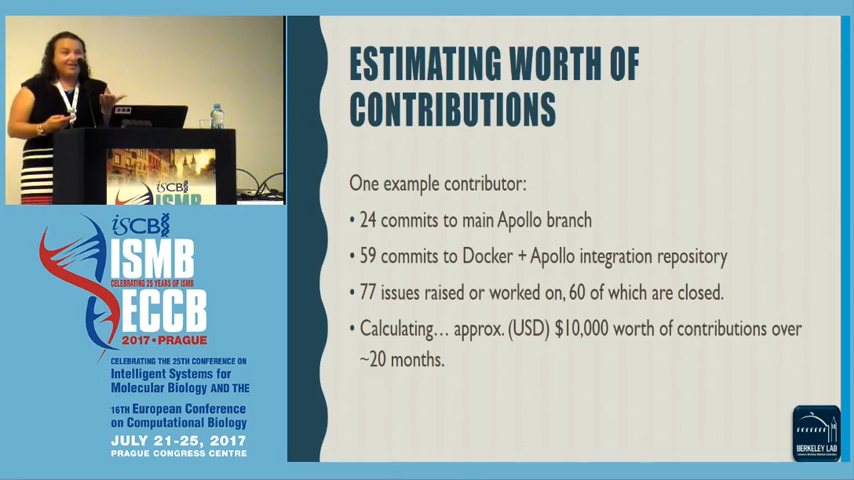 ESTIMATING WORTH OF
CONTRIBUTIONS
One example contributor:
• 24 commits to main Apollo branch
• 59 commits to Docker + Apollo integration repository
• 77 issues raised or worked on, 60 of which are closed.
• Calculating… approx. (USD) $10,000 worth of contributions over
~20 months.
iSCB
ISMB
iSCB
ISMB
CELEBRATING 25 YEARS OF ISMB
ECCB
2017 • PRAGUE
CELEBRATING THE 25TH CONFERENCE ON
Intelligent Systems for
Molecular Biology AND THE
16TH European Conference
on Computational Biology
JULY 21-25, 2017
PRAGUE CONGRESS CENTRE
BERKELEY LAB